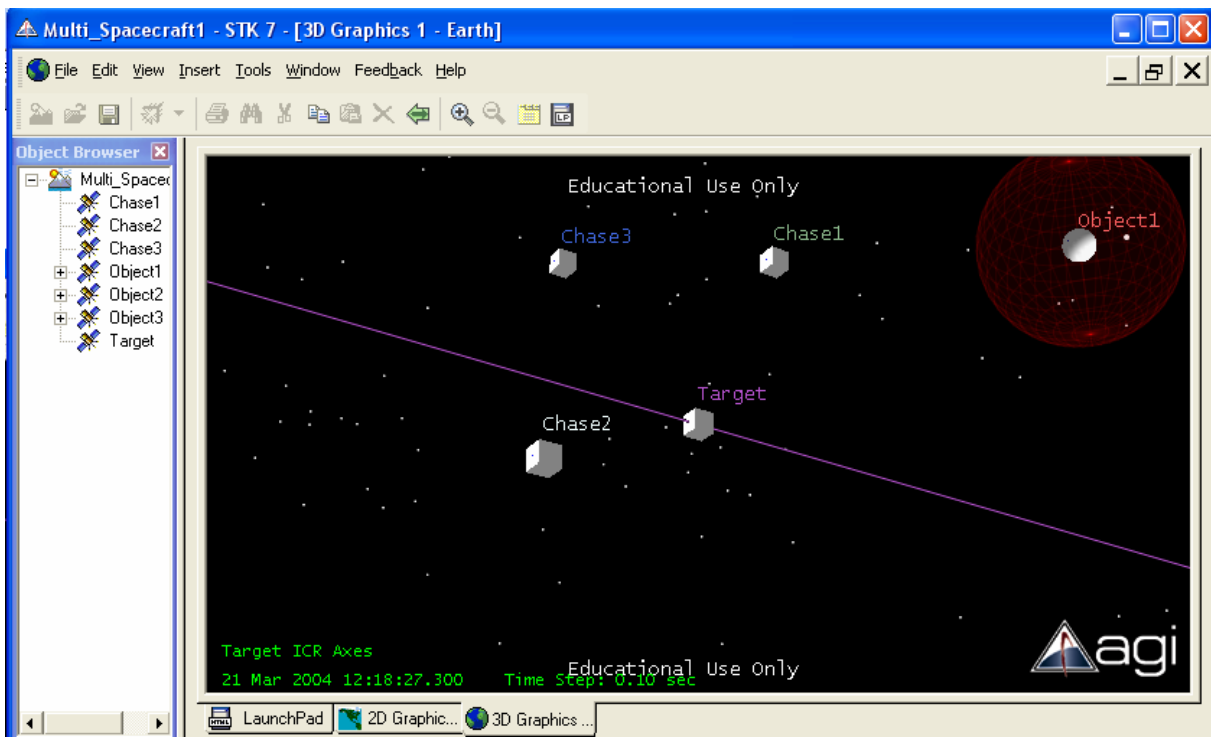 Multi_Spacecraft1 - STK 7 - [3D Graphics 1 - Earth]
File Edit View Insert Tools Window Feedback Help
LP
Object Browser
Multi_Spacec
Chase1
Chase2
Chase3
Object1
Object2
Object3
Target
Educational Use Only
Chase3
Chase1
Object1
Target
Chase2
Target ICR Axes
21 Mar 2004 12:18:27.300 Time Step: 0.10 sec
Educational Use Only
agi
HTML LaunchPad 2D Graphic... 3D Graphics ...